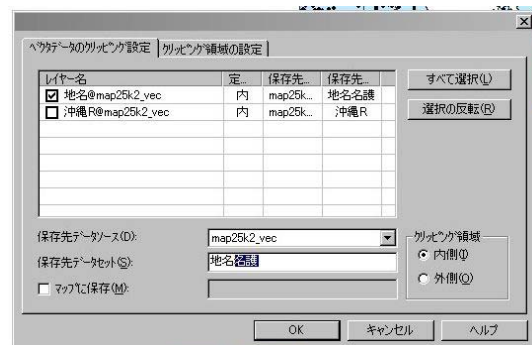 ベクタデータのクリッピング設定 クリッピング領域の設定
レイヤー名 定... 保存先... 保存先...
地名@map25k2_vec 内 map25k... 地名名護
沖縄R@map25k2_vec 内 map25k... 沖縄R
すべて選択(L)
選択の反転(R)
保存先データソース(D): map25k2_vec
保存先データセット(S): 地名名護
マップに保存(M):
クリッピング領域
内側(I)
外側(O)
OK キャンセル ヘルプ